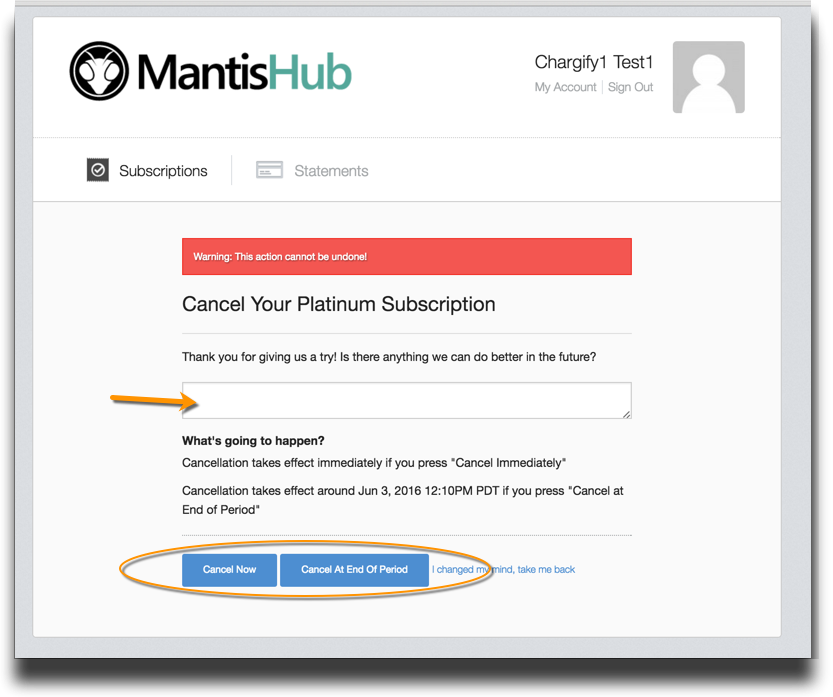 MantisHub
Chargify1 Test1
My Account | Sign Out
Subscriptions
Statements
Warning: This action cannot be undone!
Cancel Your Platinum Subscription
Thank you for giving us a try! Is there anything we can do better in the future?
What's going to happen?
Cancellation takes effect immediately if you press "Cancel Immediately"
Cancellation takes effect around Jun 3, 2016 12:10PM PDT if you press "Cancel at
End of Period"
Cancel Now
Cancel At End Of Period
I changed my mind, take me back